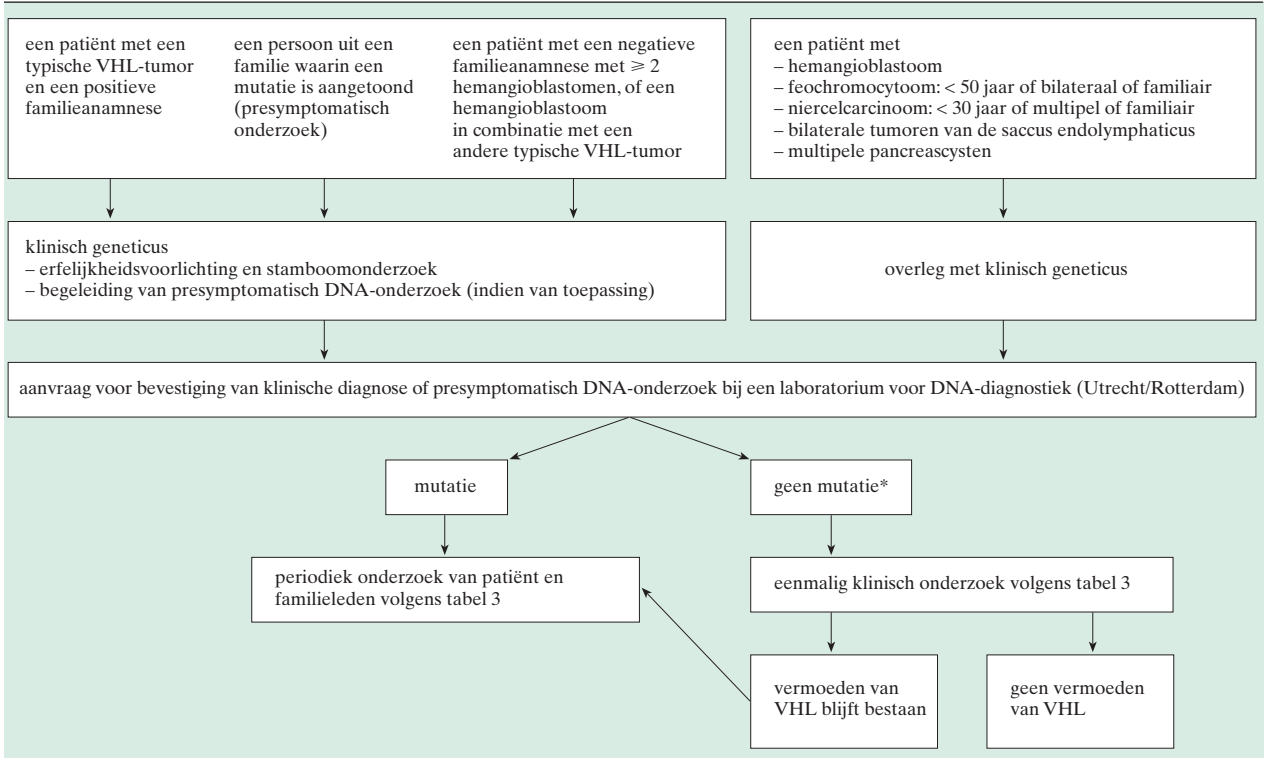 een patiënt met een
typische VHL-tumor
en een positieve
familieanamnese
een persoon uit een
familie waarin een
mutatie is aangetoond
(presymptomatisch
onderzoek)
een patiënt met een negatieve
familieanamnese met ⩾ 2
hemangioblastomen, of een
hemangioblastoom
in combinatie met een
andere typische VHL-tumor
een patiënt met
– hemangioblastoom
– feochromocytoom: < 50 jaar of bilateraal of familiair
– niercelcarcinoom: < 30 jaar of multipel of familiair
– bilaterale tumoren van de saccus endolymphaticus
– multipele pancreascysten
klinisch geneticus
– erfelijkheidsvoorlichting en stamboomonderzoek
– begeleiding van presymptomatisch DNA-onderzoek (indien van toepassing)
overleg met klinisch geneticus
aanvraag voor bevestiging van klinische diagnose of presymptomatisch DNA-onderzoek bij een laboratorium voor DNA-diagnostiek (Utrecht/Rotterdam)
mutatie
geen mutatie*
periodiek onderzoek van patiënt en
familieleden volgens tabel 3
eenmalig klinisch onderzoek volgens tabel 3
vermoeden van
VHL blijft bestaan
geen vermoeden
van VHL